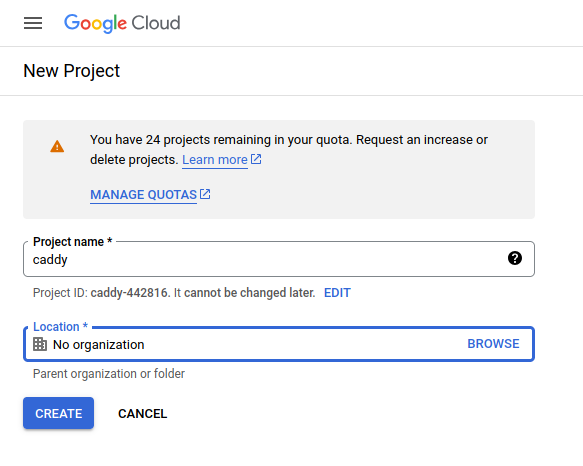 Google Cloud
New Project
You have 24 projects remaining in your quota. Request an increase or
delete projects. Learn more
MANAGE QUOTAS
Project name *
caddy
Project ID: caddy-442816. It cannot be changed later. EDIT
Location *
No organization BROWSE
Parent organization or folder
CREATE CANCEL